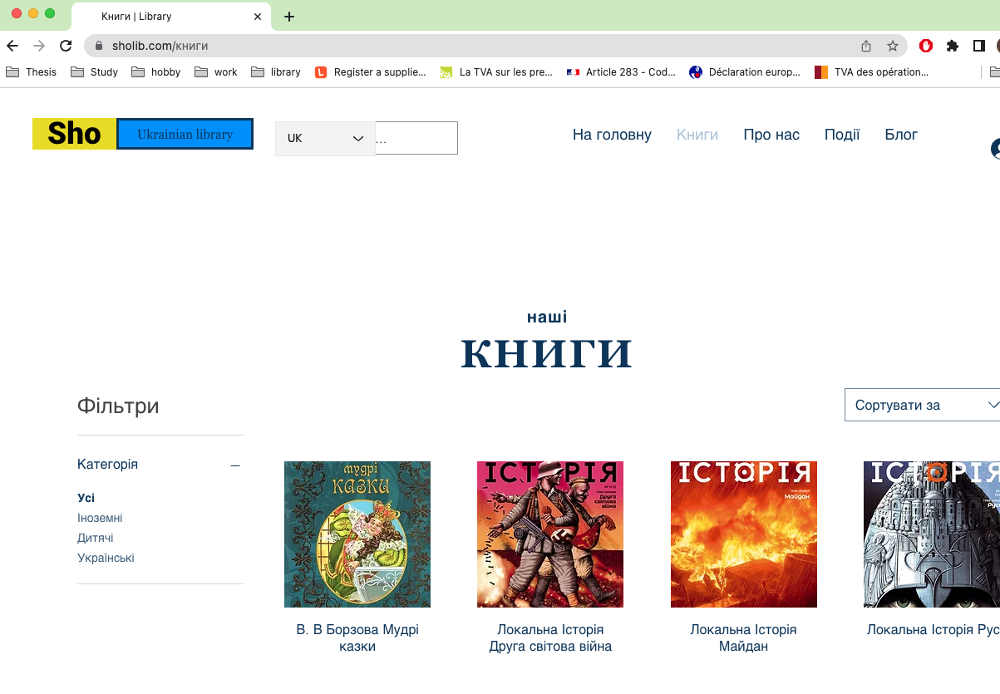 Книги | Library
sholib.com/книги
Thesis Study hobby work library Register a supplie... La TVA sur les pre... Article 283 - Cod... Déclaration europ... TVA des opération...
Sho Ukrainian library UK ... На головну Книги Про нас Події Блог
наші
КНИГИ
Фільтри
Сортувати за
Категорія
Усі
Іноземні
Дитячі
Українські
мудрі
казки
ІСТОРІЯ
Друга
світова
війна
ІСТОРІЯ
Майдан
ІСТОРІЯ
В. В Борзова Мудрі
казки
Локальна Історія
Друга світова війна
Локальна Історія
Майдан
Локальна Історія Рус